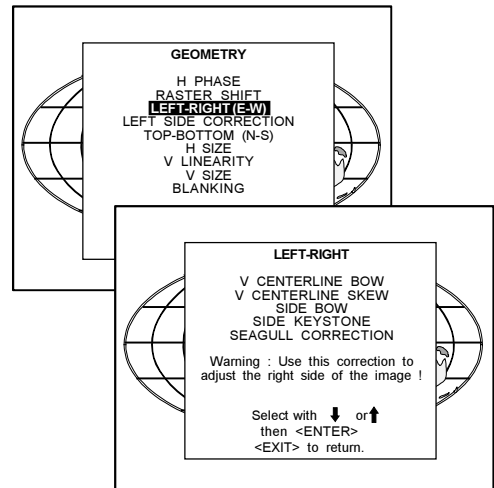 GEOMETRY
H PHASE
RASTER SHIFT
LEFT-RIGHT (E-W)
LEFT SIDE CORRECTION
TOP-BOTTOM (N-S)
H SIZE
V LINEARITY
V SIZE
BLANKING
LEFT-RIGHT
V CENTERLINE BOW
V CENTERLINE SKEW
SIDE BOW
SIDE KEYSTONE
SEAGULL CORRECTION
Warning : Use this correction to
adjust the right side of the image !
Select with ⬇ or ⬆
then <ENTER>
<EXIT> to return.